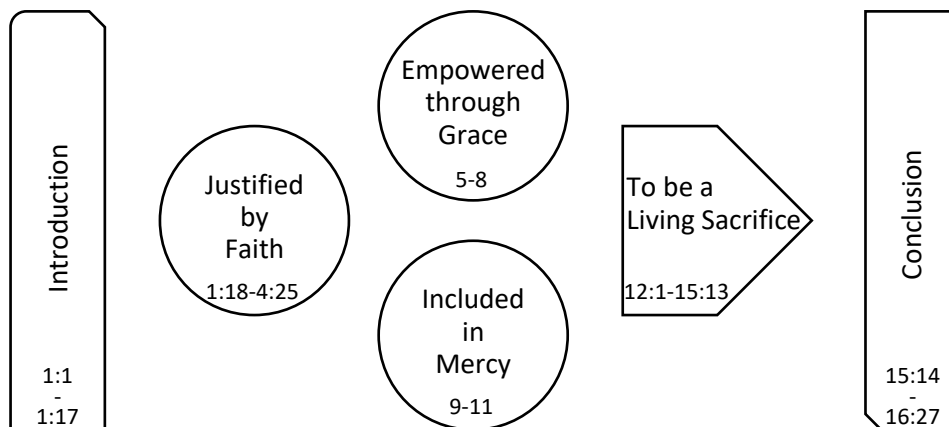 Introduction
1:1
-
1:17
Justified
by
Faith
1:18-4:25
Empowered
through
Grace
5-8
Included
in
Mercy
9-11
To be a
Living Sacrifice
12:1-15:13
Conclusion
15:14
-
16:27